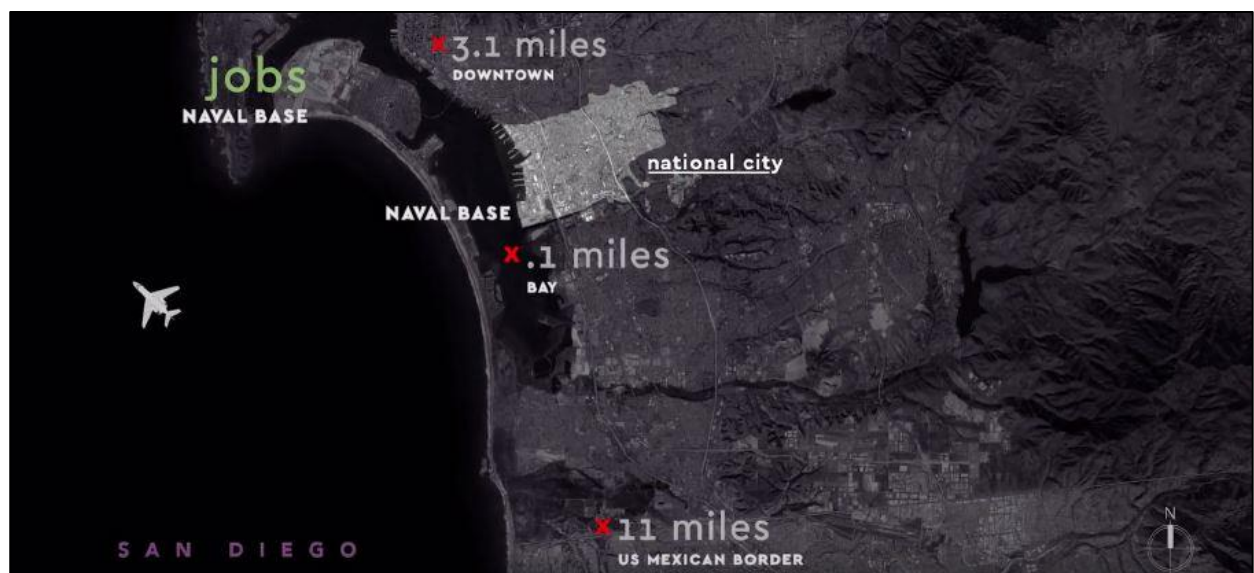 x 3.1 miles
DOWNTOWN
jobs
NAVAL BASE
national city
NAVAL BASE
x .1 miles
BAY
x 11 miles
US MEXICAN BORDER
SAN DIEGO
N